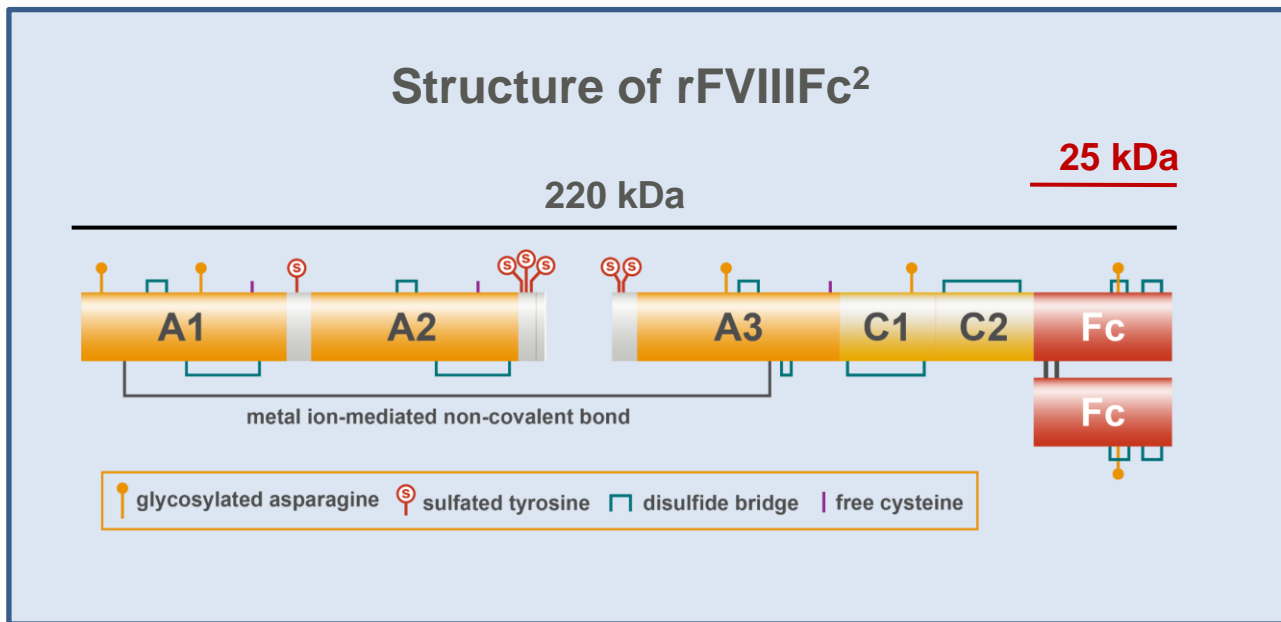 Structure of rFVIIIFc²
25 kDa
220 kDa
S S S S S S
A1 A2 A3 C1 C2 Fc
Fc
metal ion-mediated non-covalent bond
glycosylated asparagine S sulfated tyrosine disulfide bridge free cysteine